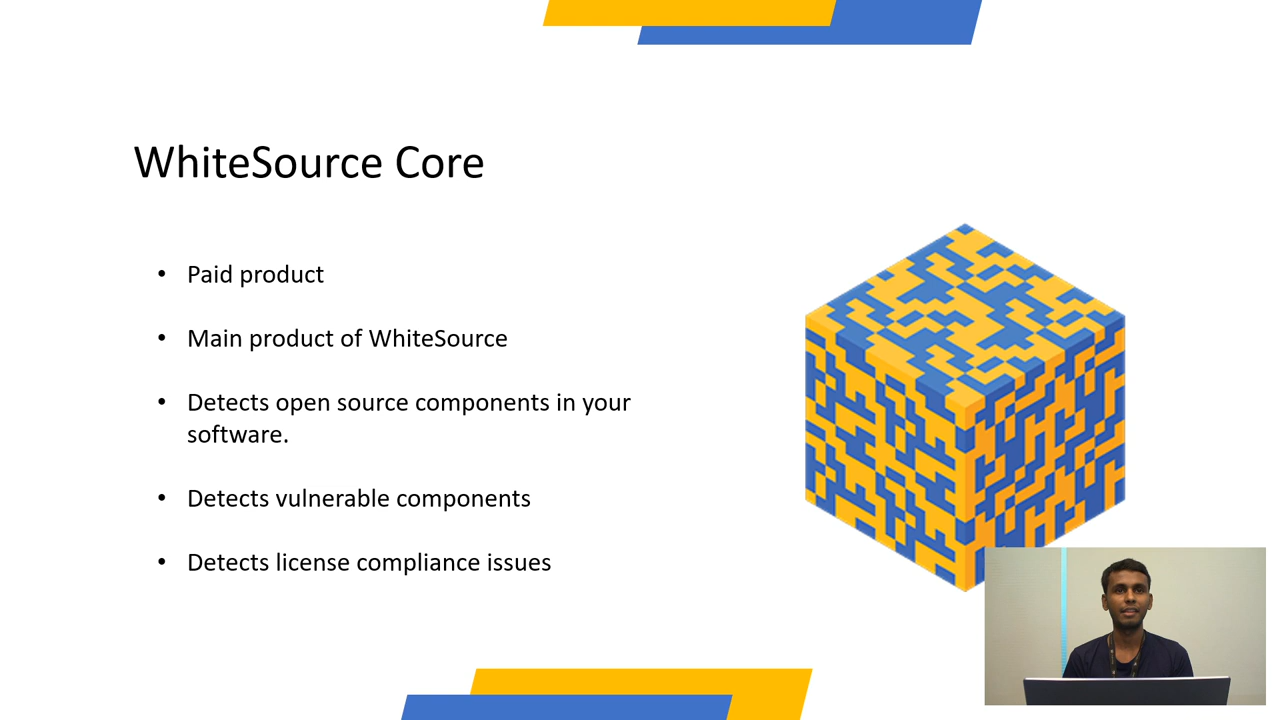 WhiteSource Core
• Paid product
• Main product of WhiteSource
• Detects open source components in your
software.
• Detects vulnerable components
• Detects license compliance issues